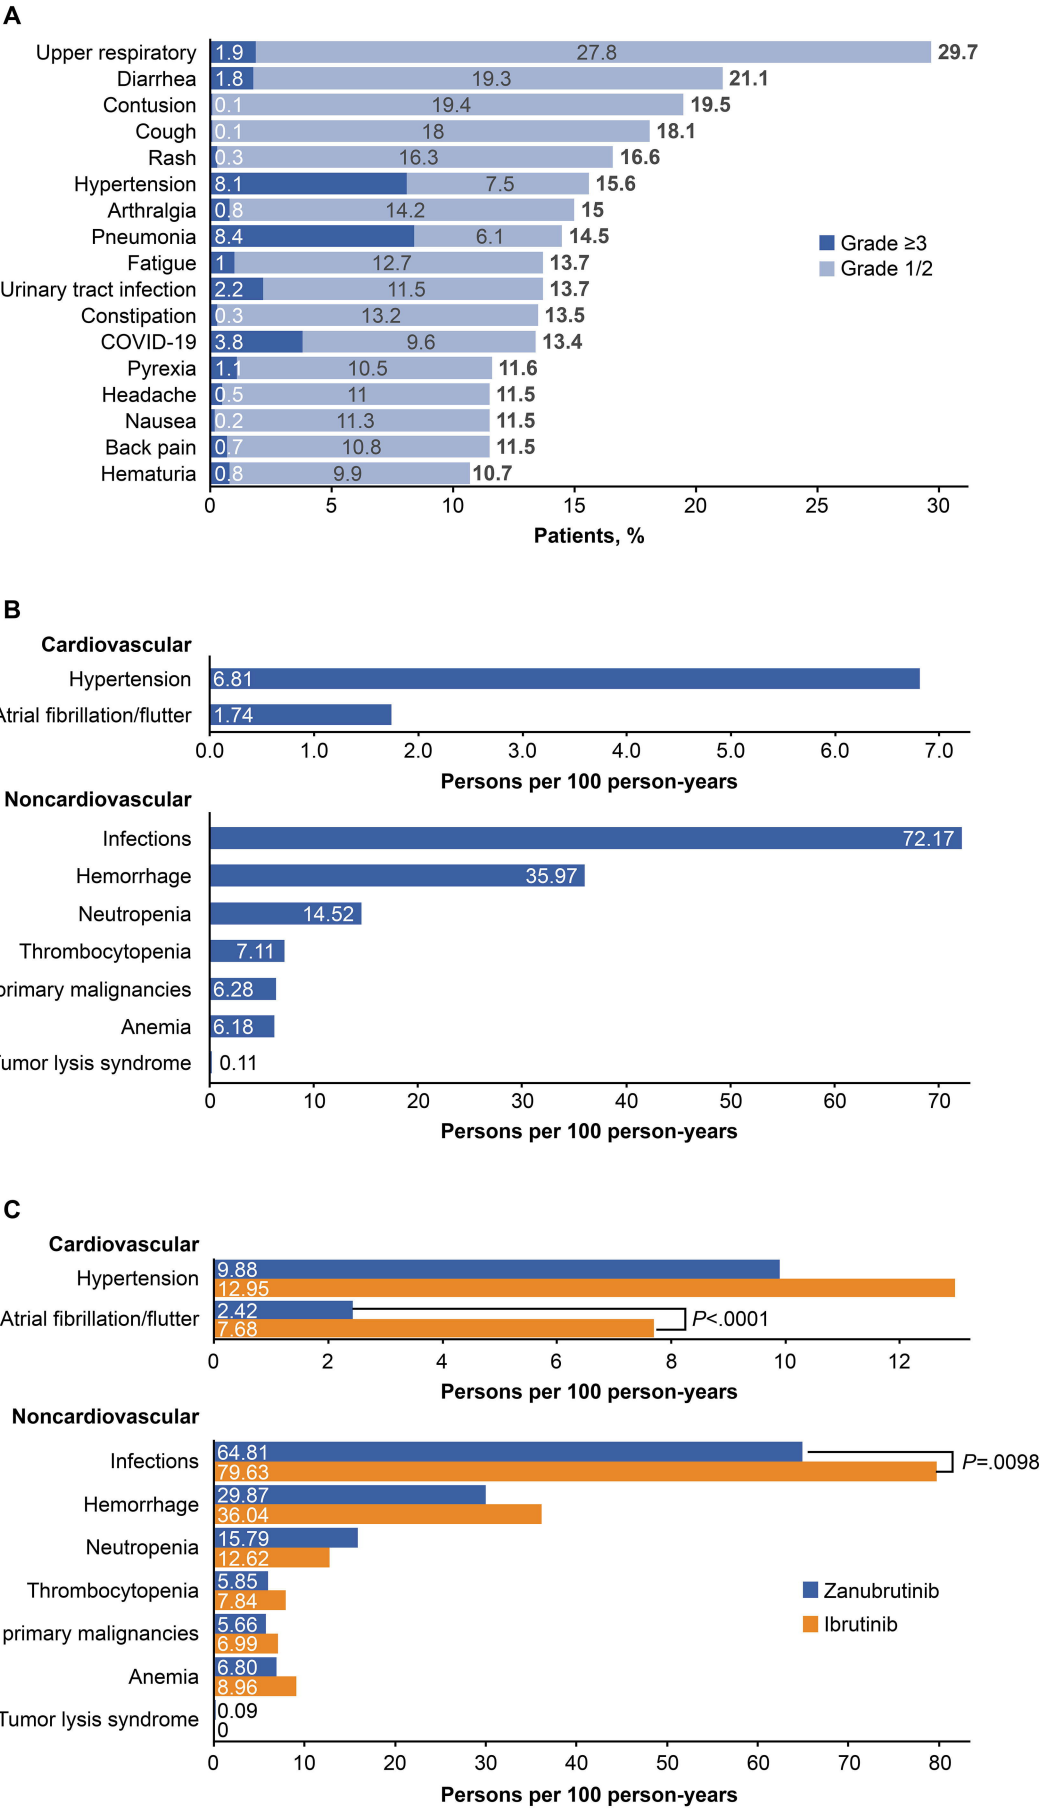 A
Upper respiratory 1.9 27.8 29.7
Diarrhea 1.8 19.3 21.1
Contusion 0.1 19.4 19.5
Cough 0.1 18 18.1
Rash 0.3 16.3 16.6
Hypertension 8.1 7.5 15.6
Arthralgia 0.8 14.2 15
Pneumonia 8.4 6.1 14.5
Grade ≥3
Fatigue 1 12.7 13.7
Grade 1/2
Urinary tract infection 2.2 11.5 13.7
Constipation 0.3 13.2 13.5
COVID-19 3.8 9.6 13.4
Pyrexia 1.1 10.5 11.6
Headache 0.5 11 11.5
Nausea 0.2 11.3 11.5
Back pain 0.7 10.8 11.5
Hematuria 0.8 9.9 10.7
0 5 10 15 20 25 30
Patients, %
B
Cardiovascular
Hypertension 6.81
Atrial fibrillation/flutter 1.74
0.0 1.0 2.0 3.0 4.0 5.0 6.0 7.0
Persons per 100 person-years
Noncardiovascular
Infections 72.17
Hemorrhage 35.97
Neutropenia 14.52
Thrombocytopenia 7.11
primary malignancies 6.28
Anemia 6.18
Tumor lysis syndrome 0.11
0 10 20 30 40 50 60 70
Persons per 100 person-years
C
Cardiovascular
Hypertension 9.88
12.95
Atrial fibrillation/flutter 2.42
7.68
P<.0001
0 2 4 6 8 10 12
Persons per 100 person-years
Noncardiovascular
Infections 64.81
79.63
P=.0098
Hemorrhage 29.87
36.04
Neutropenia 15.79
12.62
Thrombocytopenia 5.85
7.84
Zanubrutinib
Ibrutinib
primary malignancies 5.66
6.99
Anemia 6.80
8.96
Tumor lysis syndrome 0.09
0
0 10 20 30 40 50 60 70 80
Persons per 100 person-years